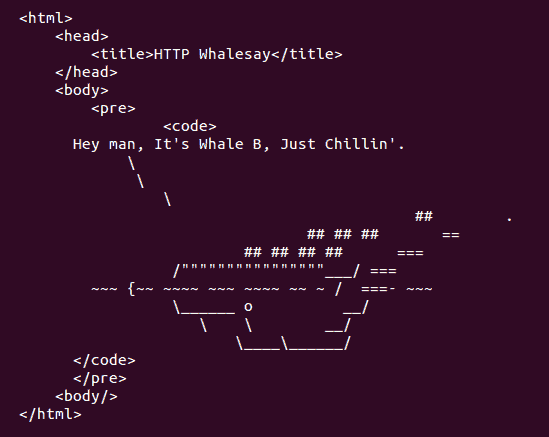 <html>
    <head>
        <title>HTTP Whalesay</title>
    </head>
    <body>
        <pre>
                <code>
      Hey man, It's Whale B, Just Chillin'.
            \
             \
                \
                                            ##        .
                                ## ## ##       ==
                         ## ## ## ##      ===
                 /""""""""""""""""___/ ===
        ~~~ {~~ ~~~~ ~~~ ~~~~ ~~ ~ /  ===- ~~~
                 \______ o          __/
                    \    \        __/
                        \____\______/
      </code>
      </pre>
    <body/>
</html>